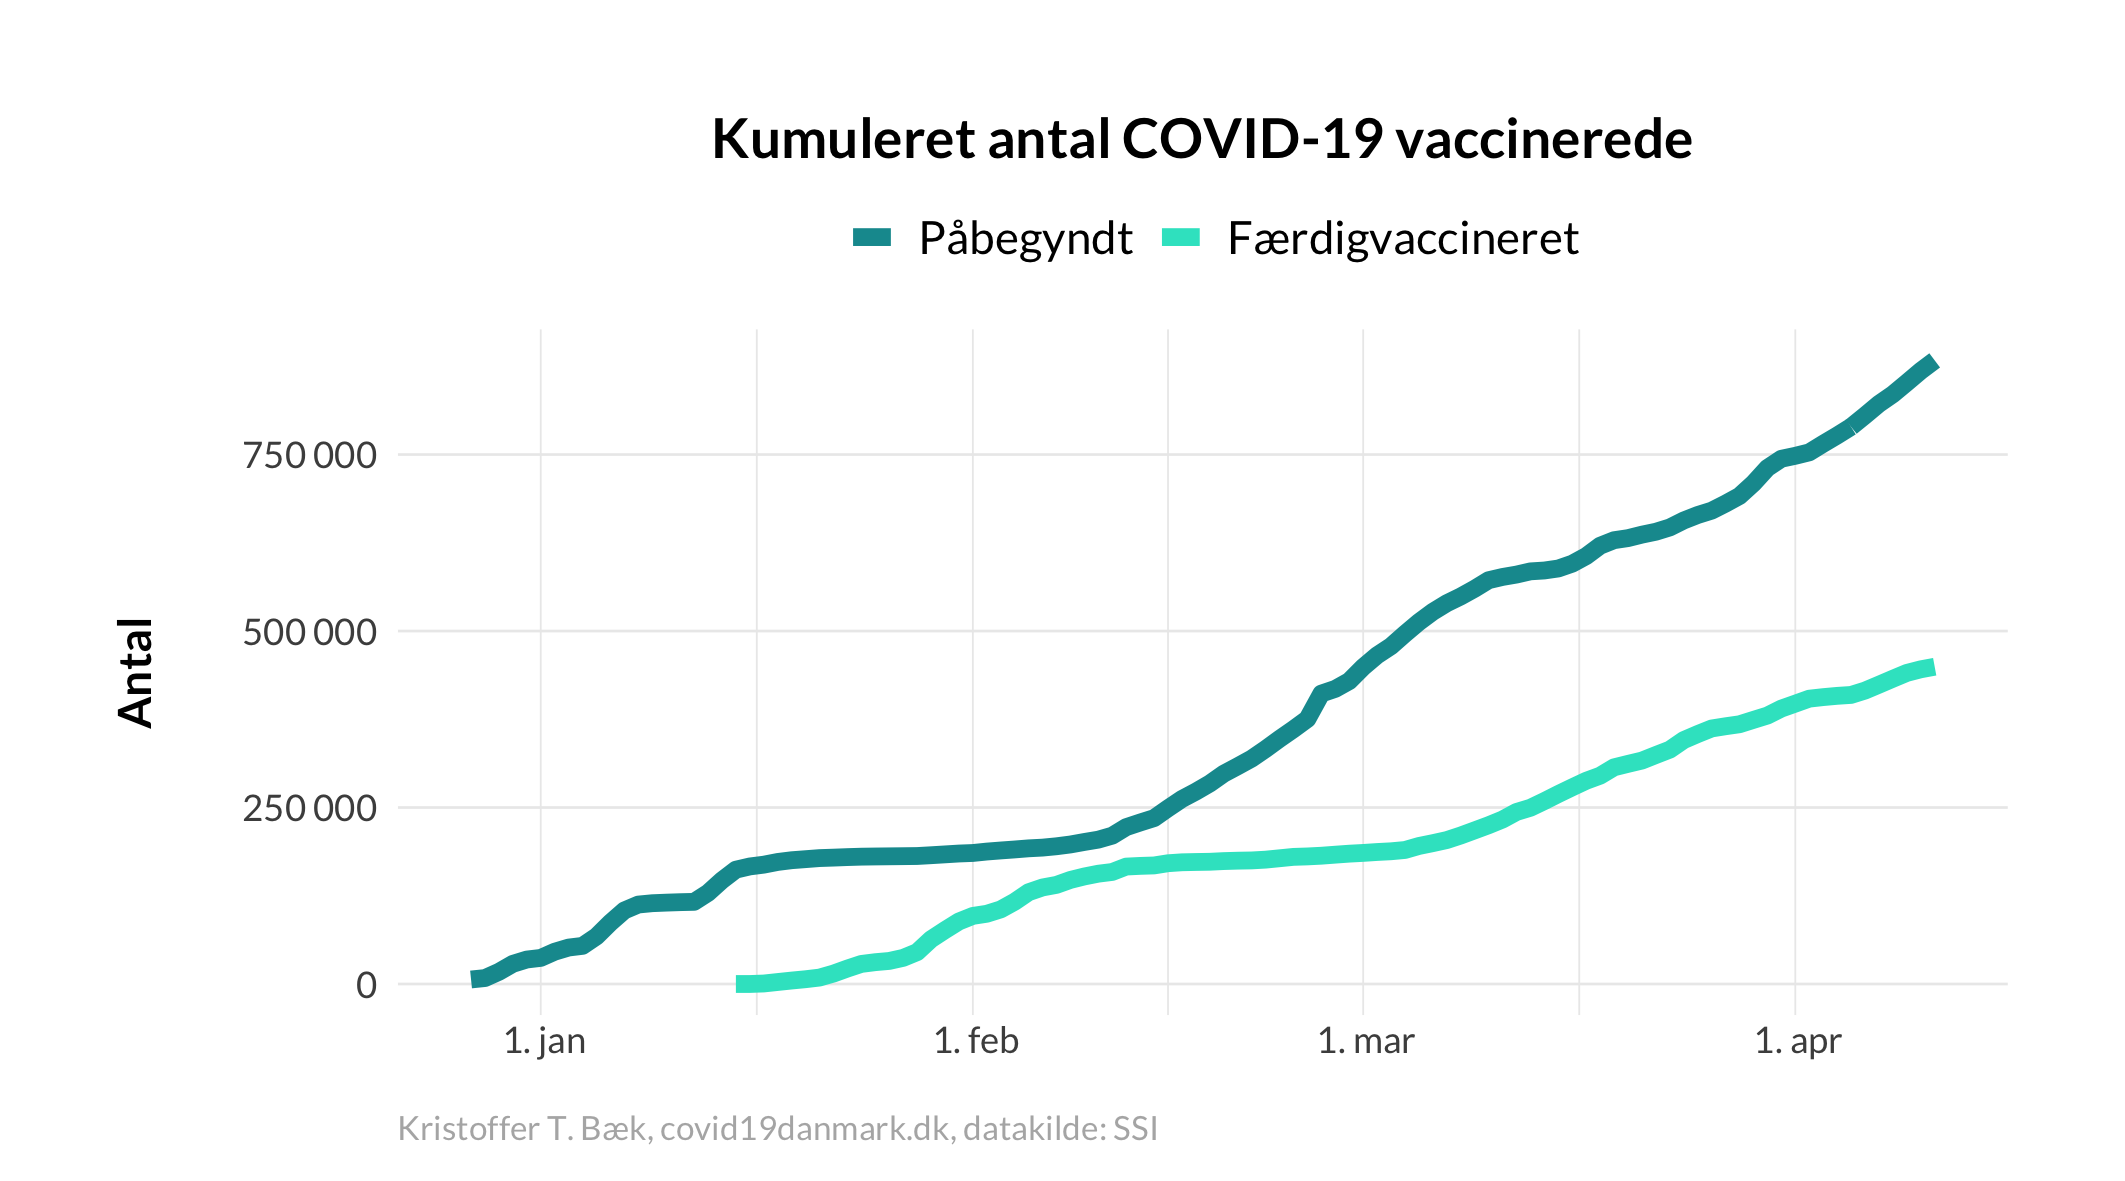 Kumuleret antal COVID-19 vaccinerede
Påbegyndt Færdigvaccineret
Antal
750 000
500 000
250 000
0
1. jan 1. feb 1. mar 1. apr
Kristoffer T. Bæk, covid19danmark.dk, datakilde: SSI